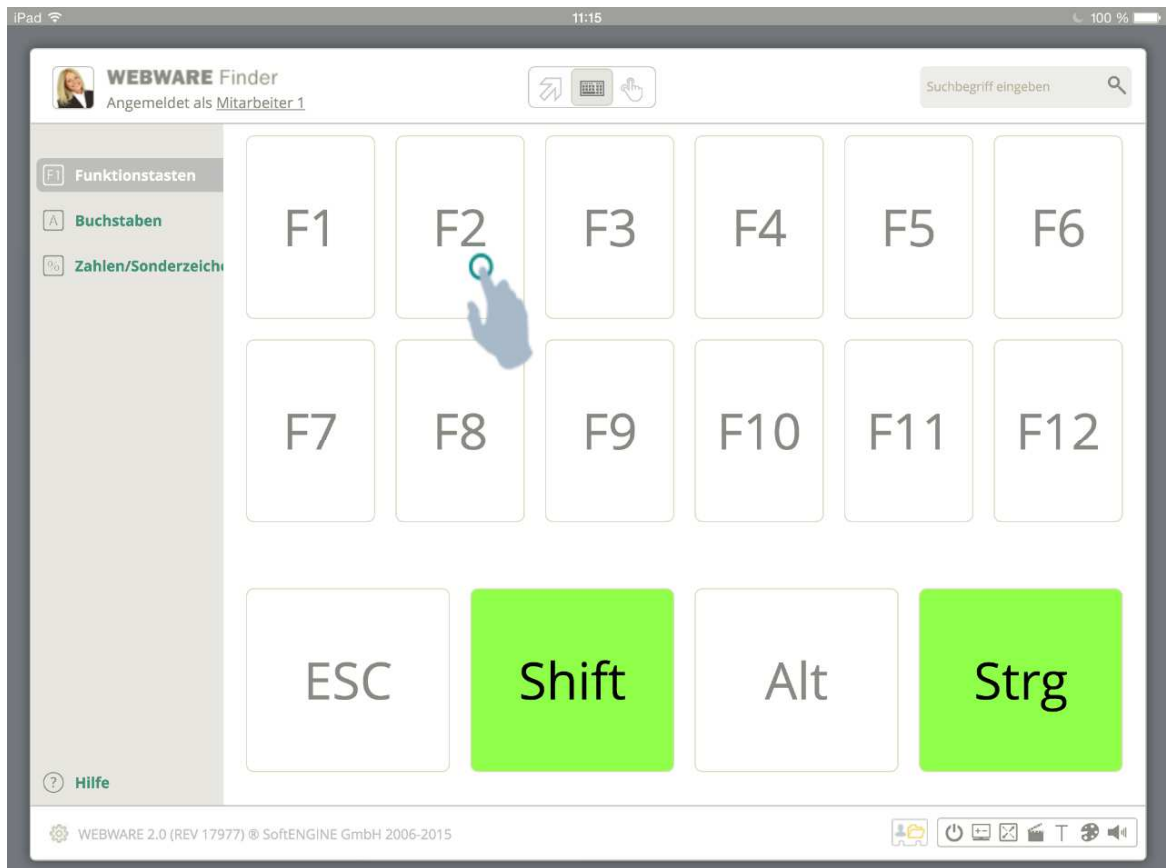 iPad 11:15 100 %
WEBWARE Finder
Angemeldet als Mitarbeiter 1
Suchbegriff eingeben
F1 Funktionstasten
A Buchstaben
% Zahlen/Sonderzeiche
F1 F2 F3 F4 F5 F6
F7 F8 F9 F10 F11 F12
ESC Shift Alt Strg
? Hilfe
WEBWARE 2.0 (REV 17977) ® SoftENGINE GmbH 2006-2015
T